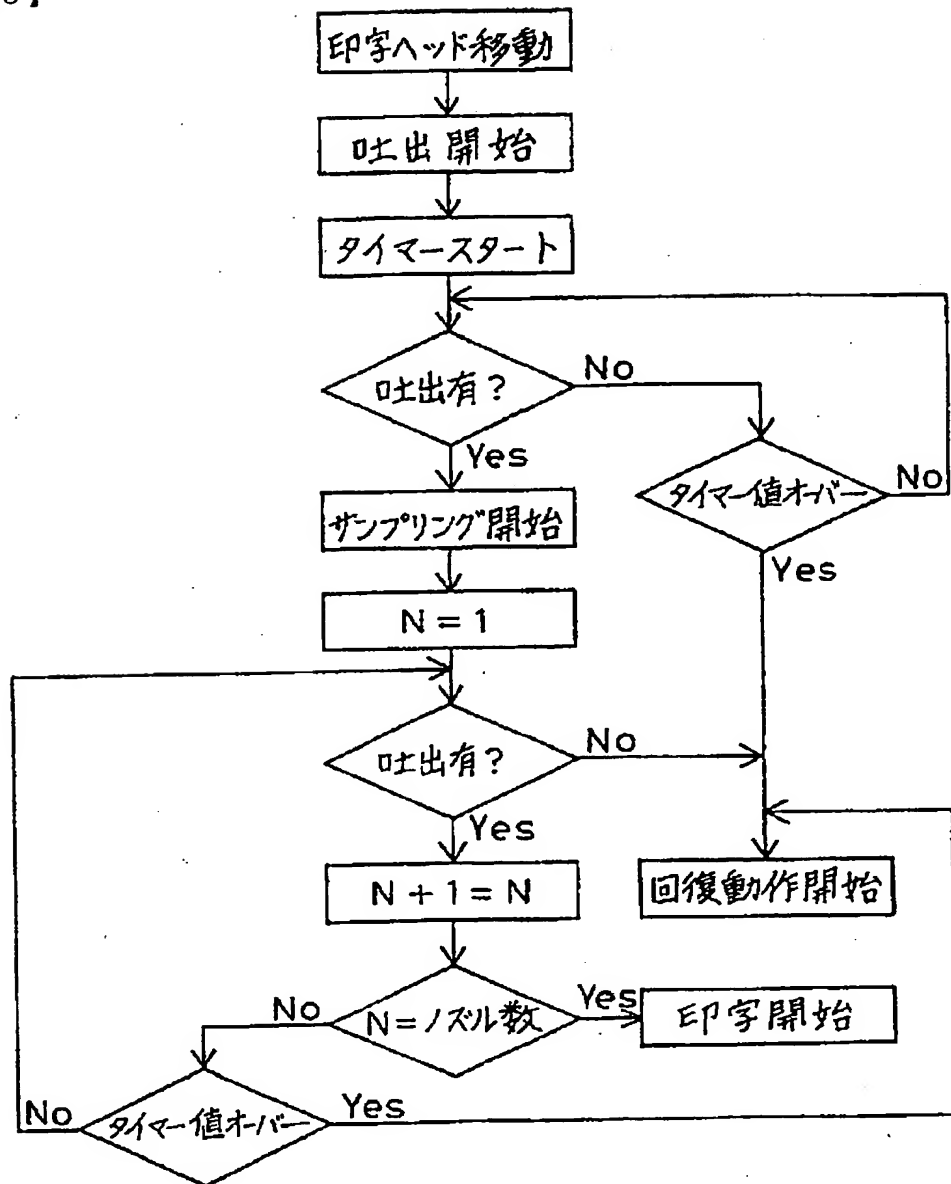 印字ヘッド移動
吐出開始
タイマースタート
吐出有?
No
Yes
タイマー値オーバー
No
Yes
サンプリング開始
N=1
吐出有?
No
Yes
N+1=N
回復動作開始
N=ノズル数
No
Yes
印字開始
タイマー値オーバー
No
Yes